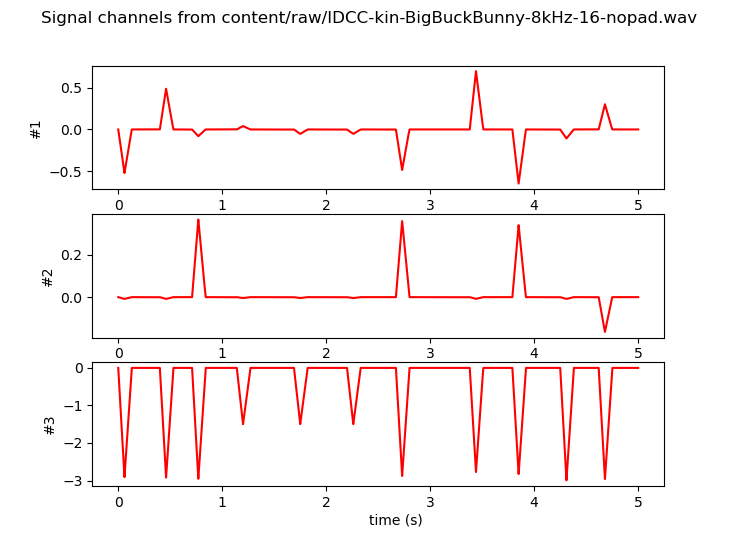 Signal channels from content/raw/IDCC-kin-BigBuckBunny-8kHz-16-nopad.wav
0.5
0.0
−0.5
#1
0 1 2 3 4 5
0.2
0.0
#2
0 1 2 3 4 5
0
−1
−2
−3
#3
0 1 2 3 4 5
time (s)